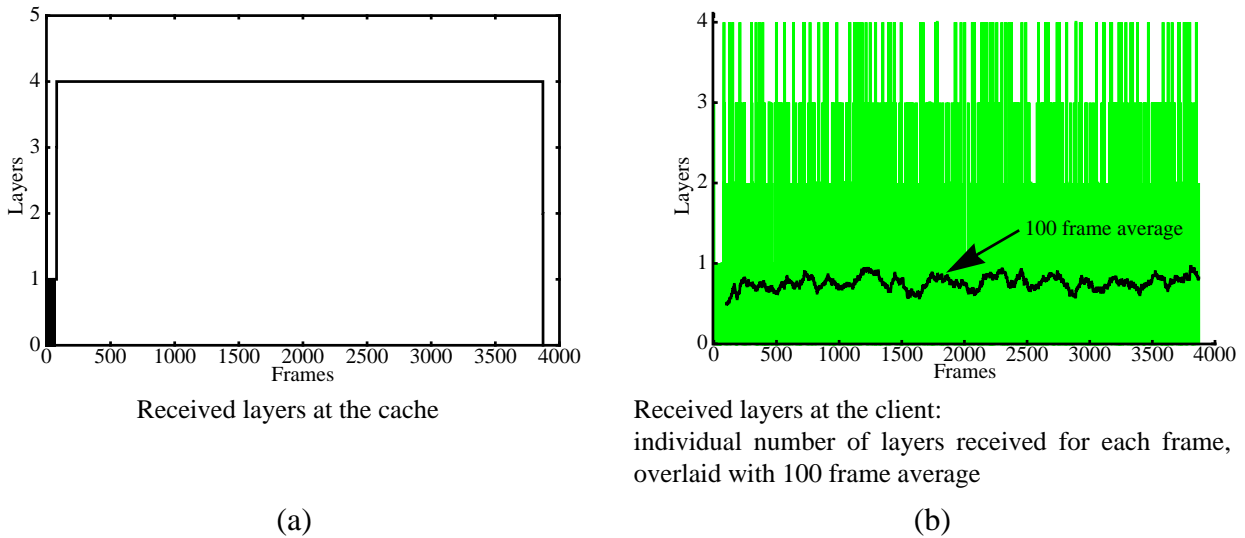 5
4
3
2
1
0
Layers
0 500 1000 1500 2000 2500 3000 3500 4000
Frames
Received layers at the cache
(a)
4
3
2
1
0
Layers
100 frame average
0 500 1000 1500 2000 2500 3000 3500 4000
Frames
Received layers at the client:
individual number of layers received for each frame,
overlaid with 100 frame average
(b)